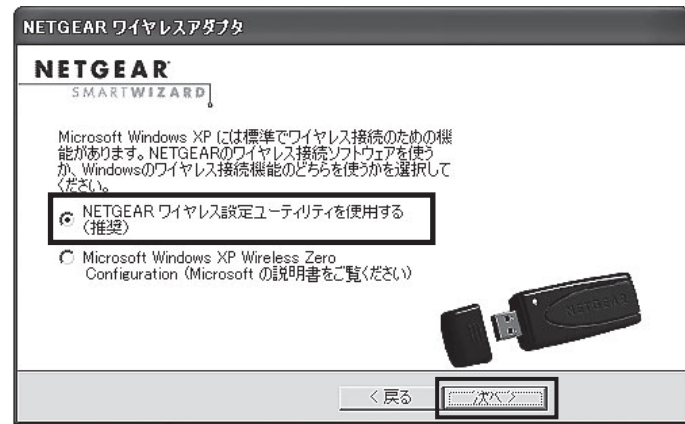 NETGEAR ワイヤレスアダプタ
NETGEAR
SMARTWIZARD
Microsoft Windows XP には標準でワイヤレス接続のための機
能があります。NETGEARのワイヤレス接続ソフトウェアを使う
か、Windowsのワイヤレス接続機能のどちらを使うかを選択して
ください。
NETGEAR ワイヤレス設定ユーティリティを使用する
(推奨)
Microsoft Windows XP Wireless Zero
Configuration (Microsoft の説明書をご覧ください)
NETGEAR
< 戻る
次へ >